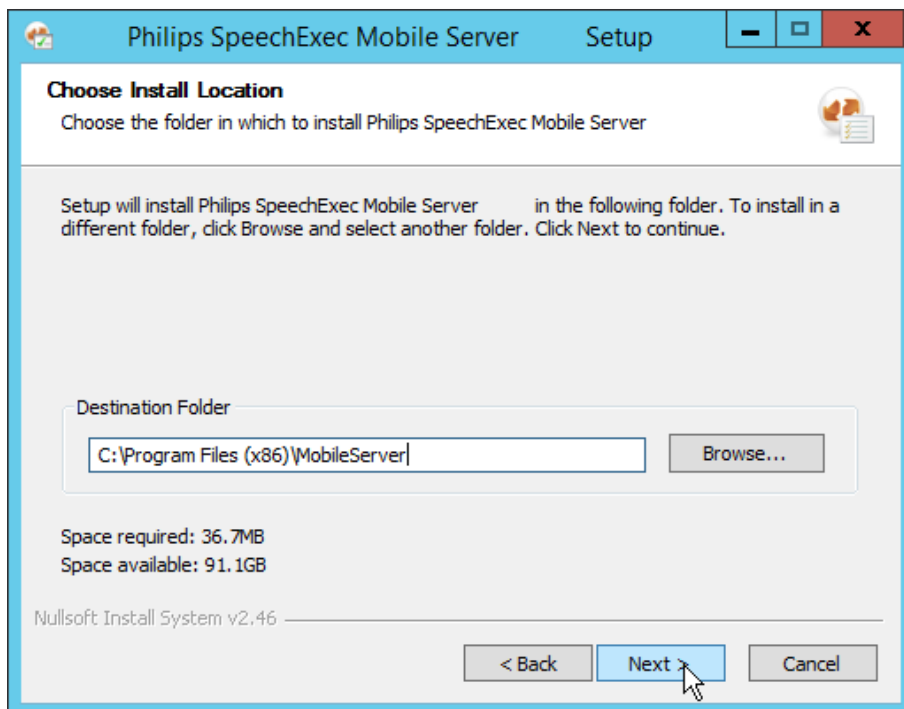 Philips SpeechExec Mobile Server Setup
Choose Install Location
Choose the folder in which to install Philips SpeechExec Mobile Server
Setup will install Philips SpeechExec Mobile Server in the following folder. To install in a
different folder, click Browse and select another folder. Click Next to continue.
Destination Folder
C:\Program Files (x86)\MobileServer
Browse...
Space required: 36.7MB
Space available: 91.1GB
Nullsoft Install System v2.46
< Back
Next >
Cancel